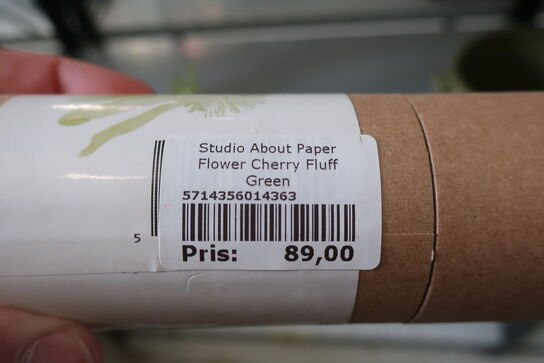 Studio About Paper
Flower Cherry Fluff
Green
5714356014363
5
Pris: 89,00